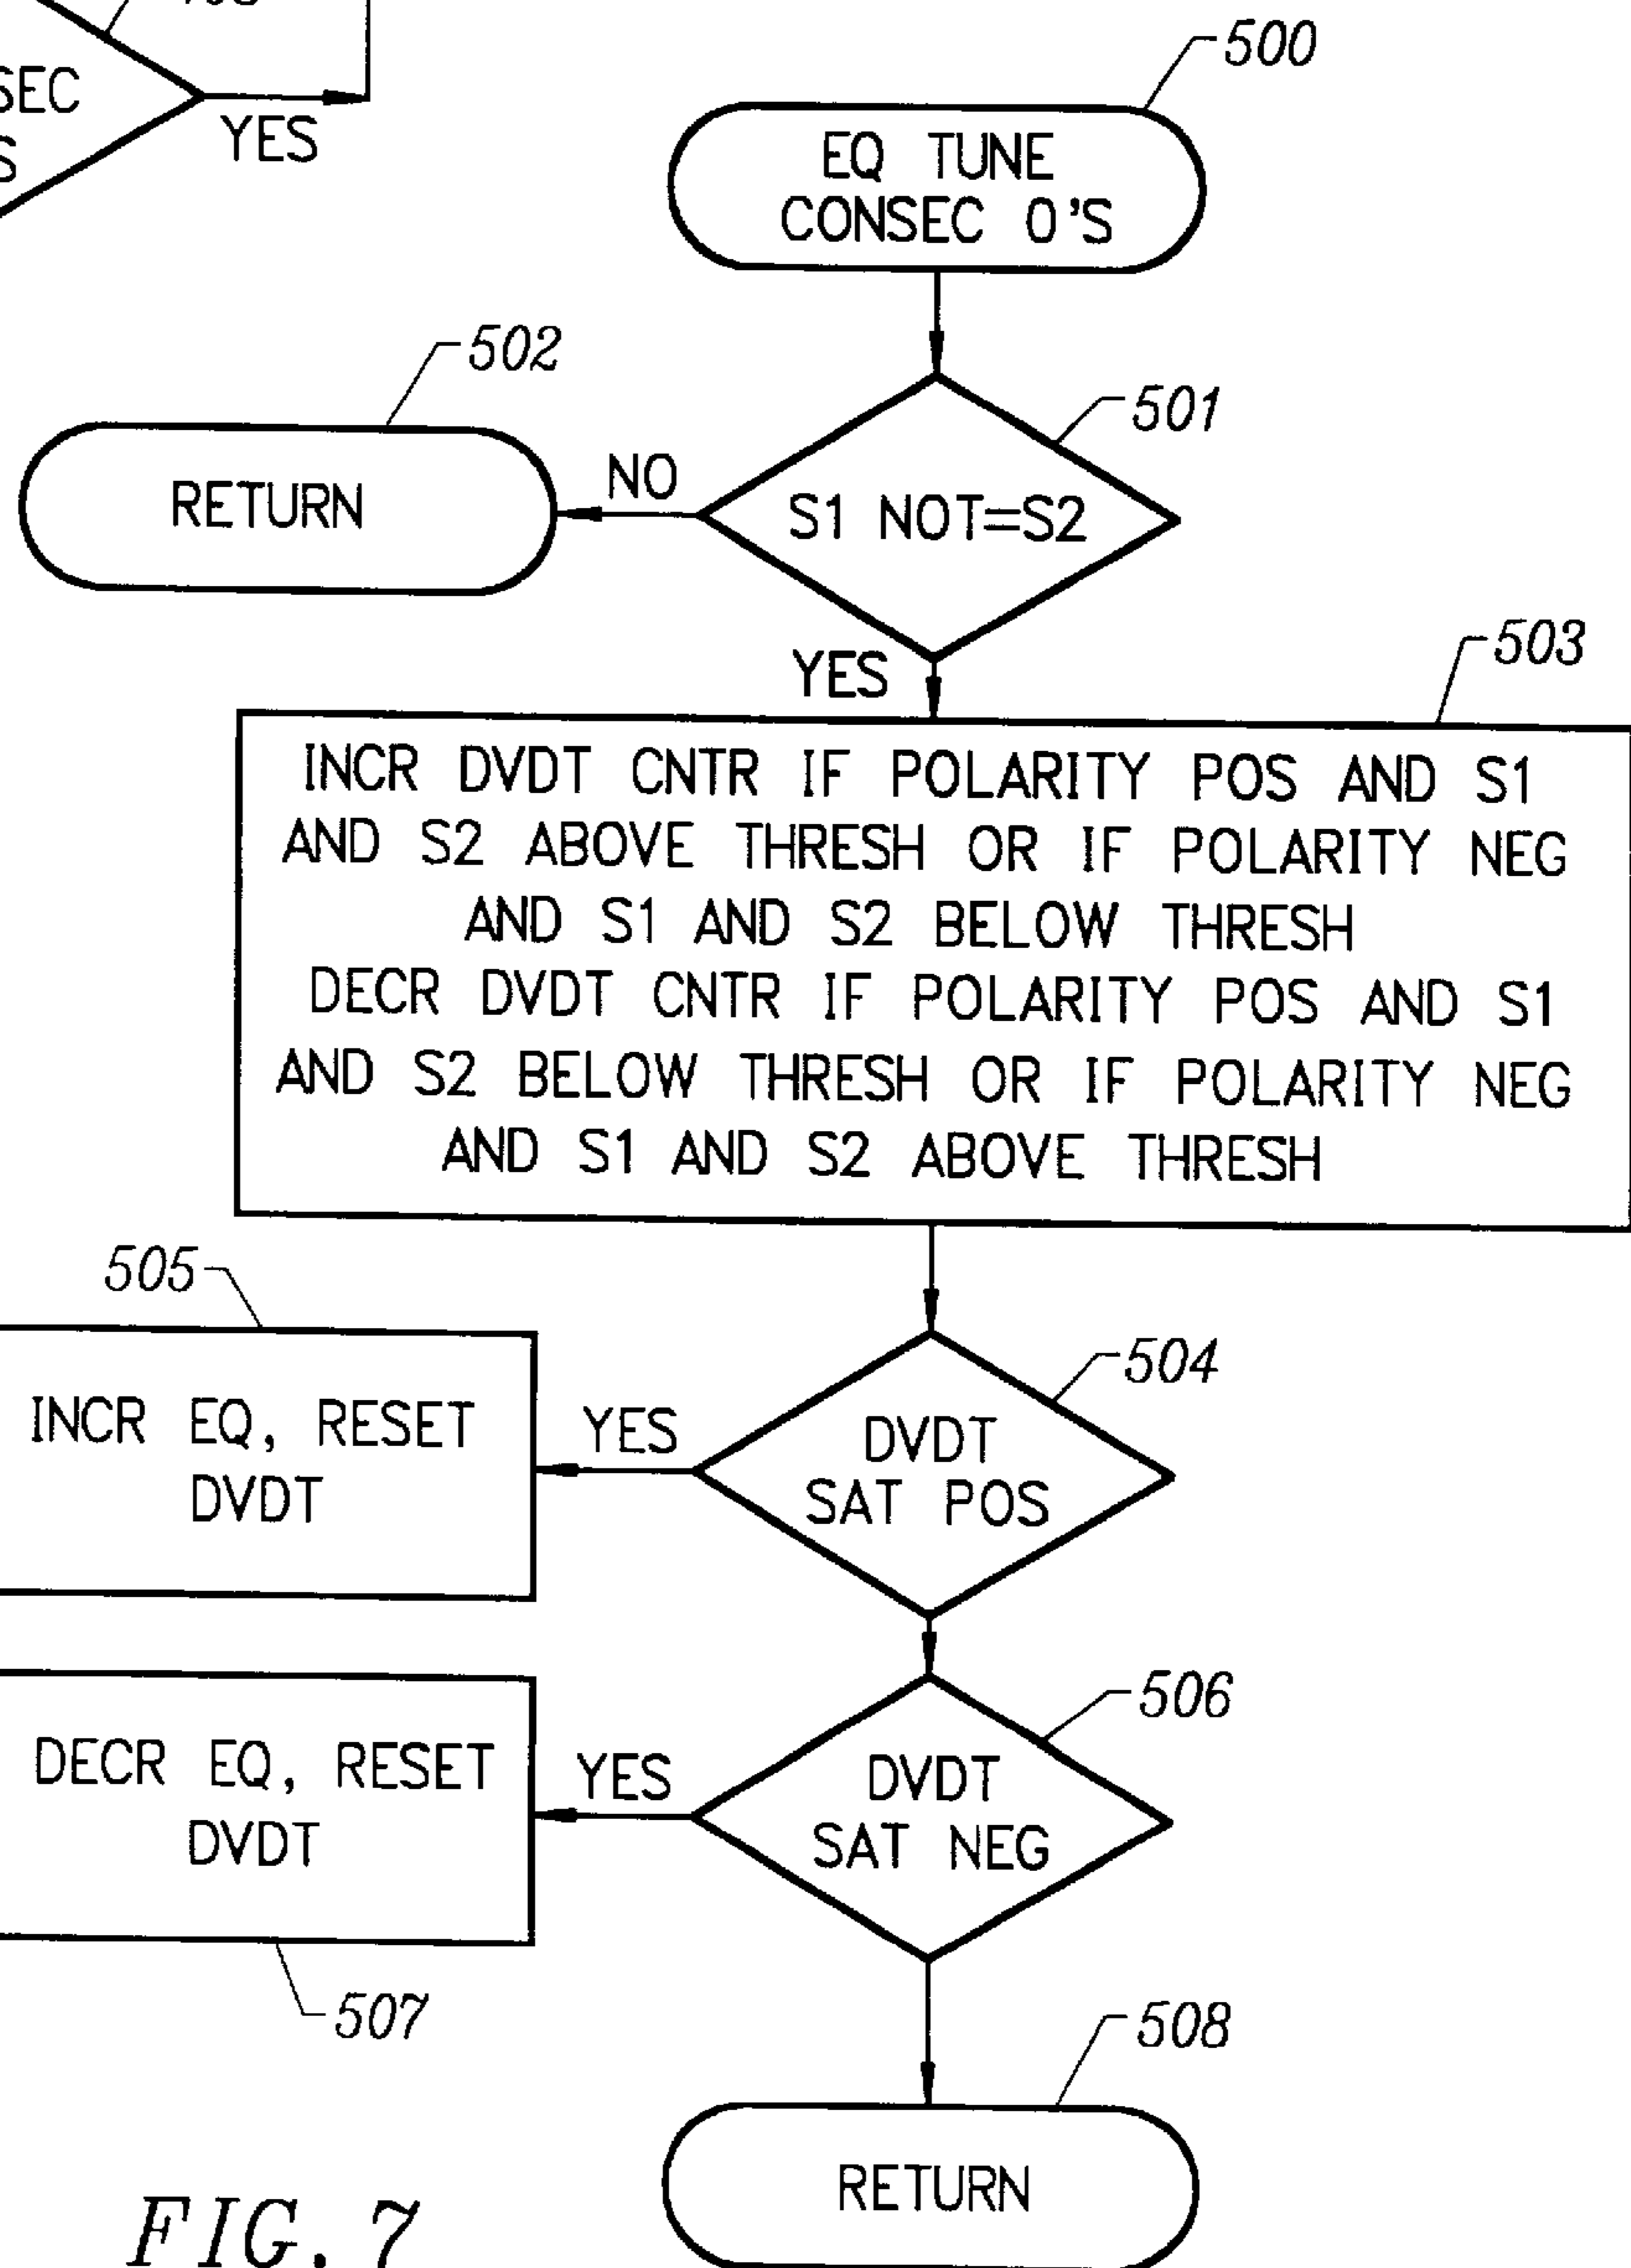 SEC
YES
500
EQ TUNE
CONSEC 0'S
502
501
RETURN
NO
S1 NOT=S2
YES
503
INCR DVDT CNTR IF POLARITY POS AND S1
AND S2 ABOVE THRESH OR IF POLARITY NEG
AND S1 AND S2 BELOW THRESH
DECR DVDT CNTR IF POLARITY POS AND S1
AND S2 BELOW THRESH OR IF POLARITY NEG
AND S1 AND S2 ABOVE THRESH
505
504
INCR EQ, RESET
DVDT
YES
DVDT
SAT POS
506
DECR EQ, RESET
DVDT
YES
DVDT
SAT NEG
507
508
RETURN
FIG. 7